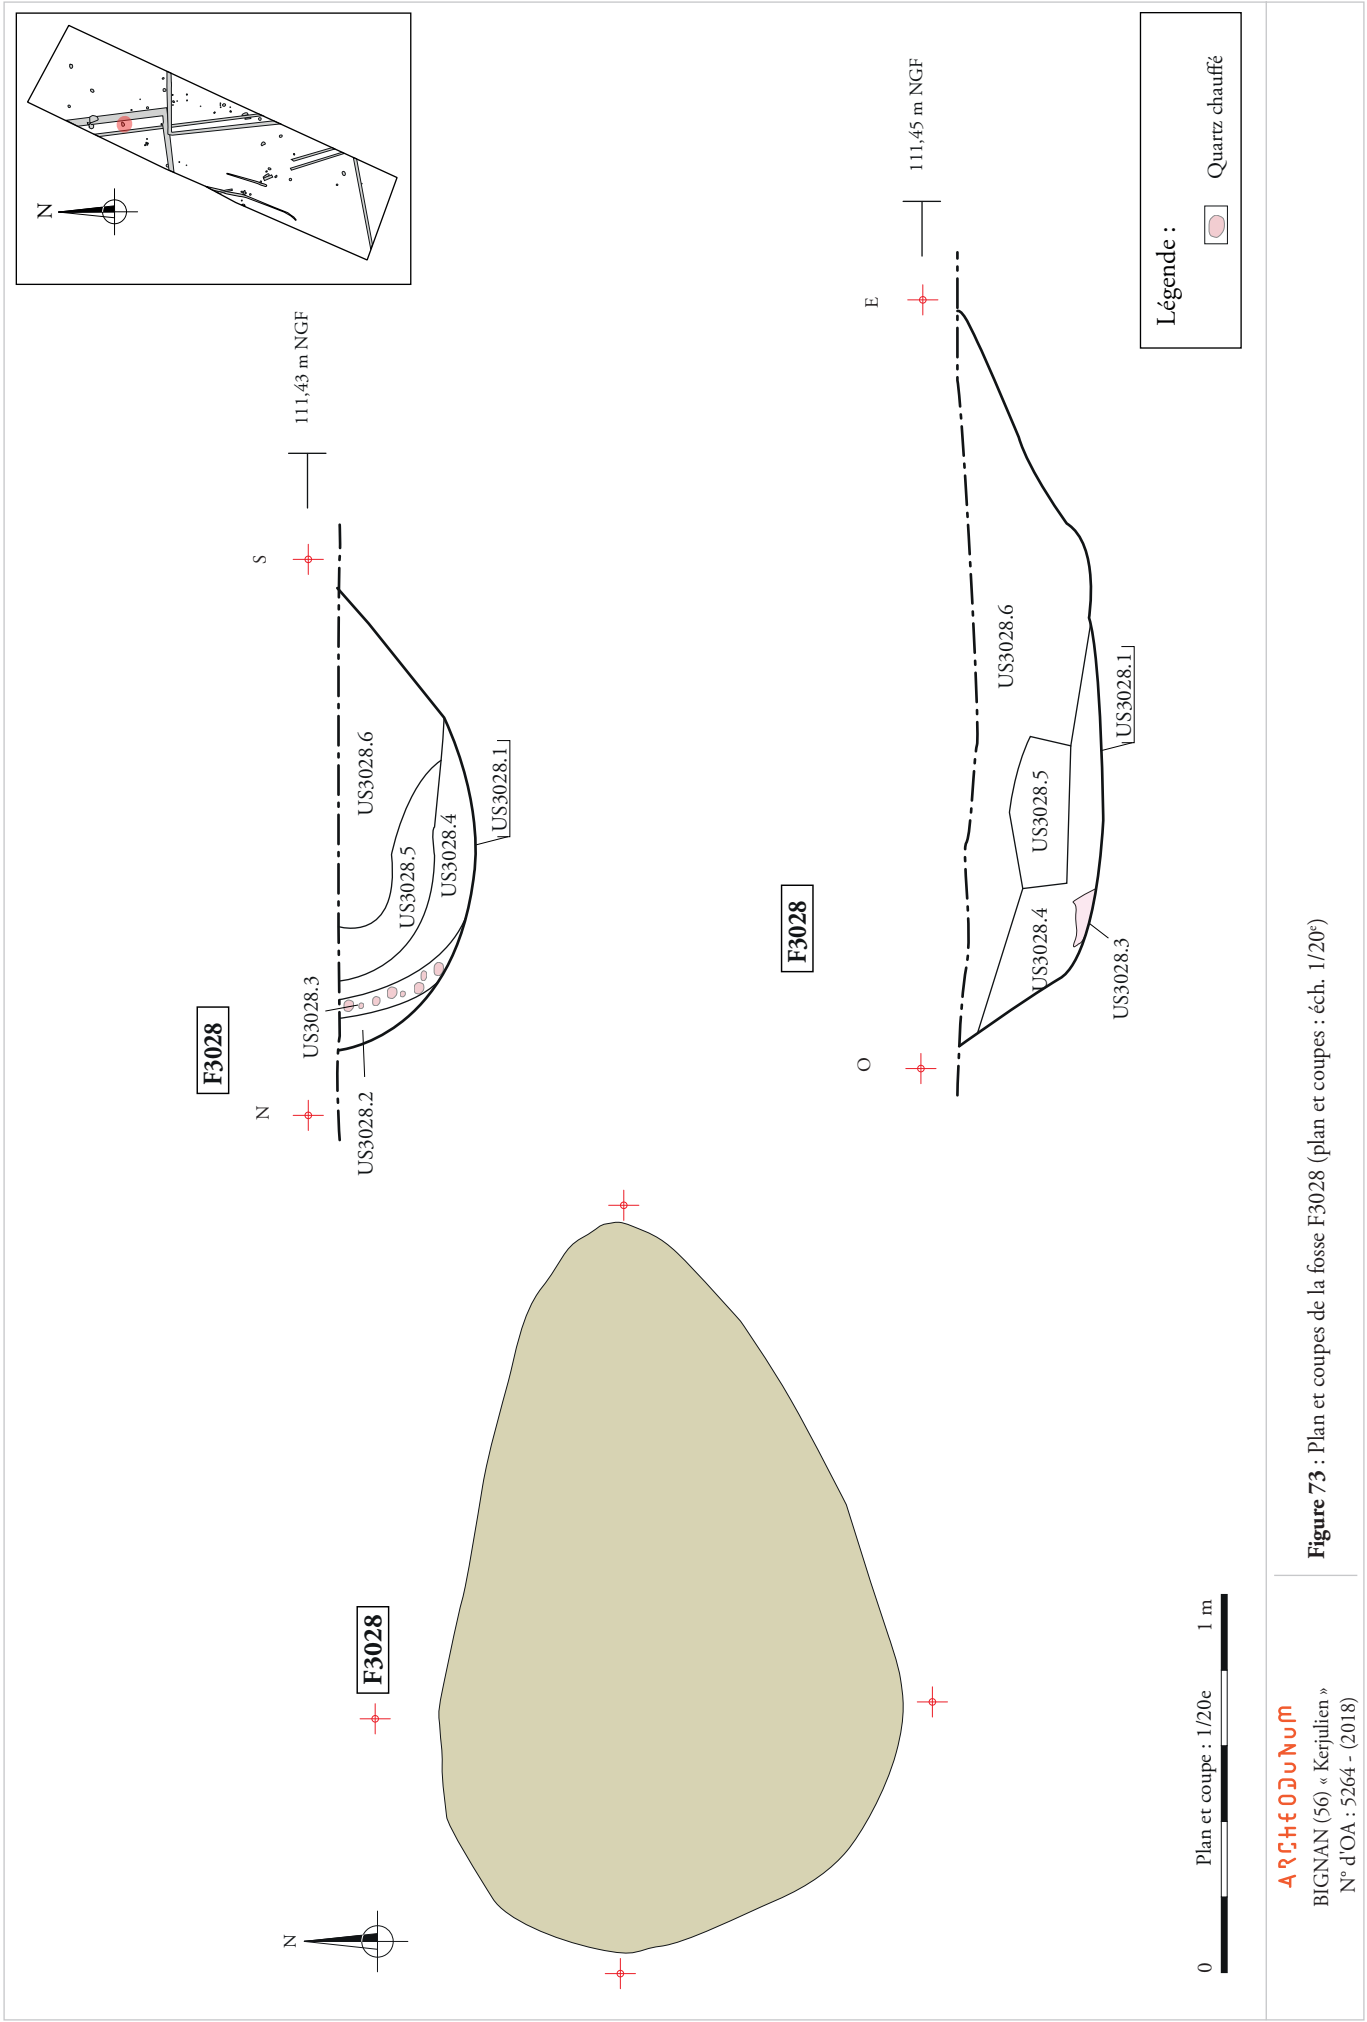 N
F3028
N
F3028
N
S
111,43 m NGF
US3028.2
US3028.3
US3028.5
US3028.4
US3028.6
US3028.1
F3028
O
E
111,45 m NGF
US3028.4
US3028.3
US3028.5
US3028.6
US3028.1
Légende :
Quartz chauffé
Plan et coupe : 1/20e
0
1 m
ARCHEODUNUM
BIGNAN (56) « Kerjulien »
N° d'OA : 5264 - (2018)
Figure 73 : Plan et coupes de la fosse F3028 (plan et coupes : éch. 1/20e)